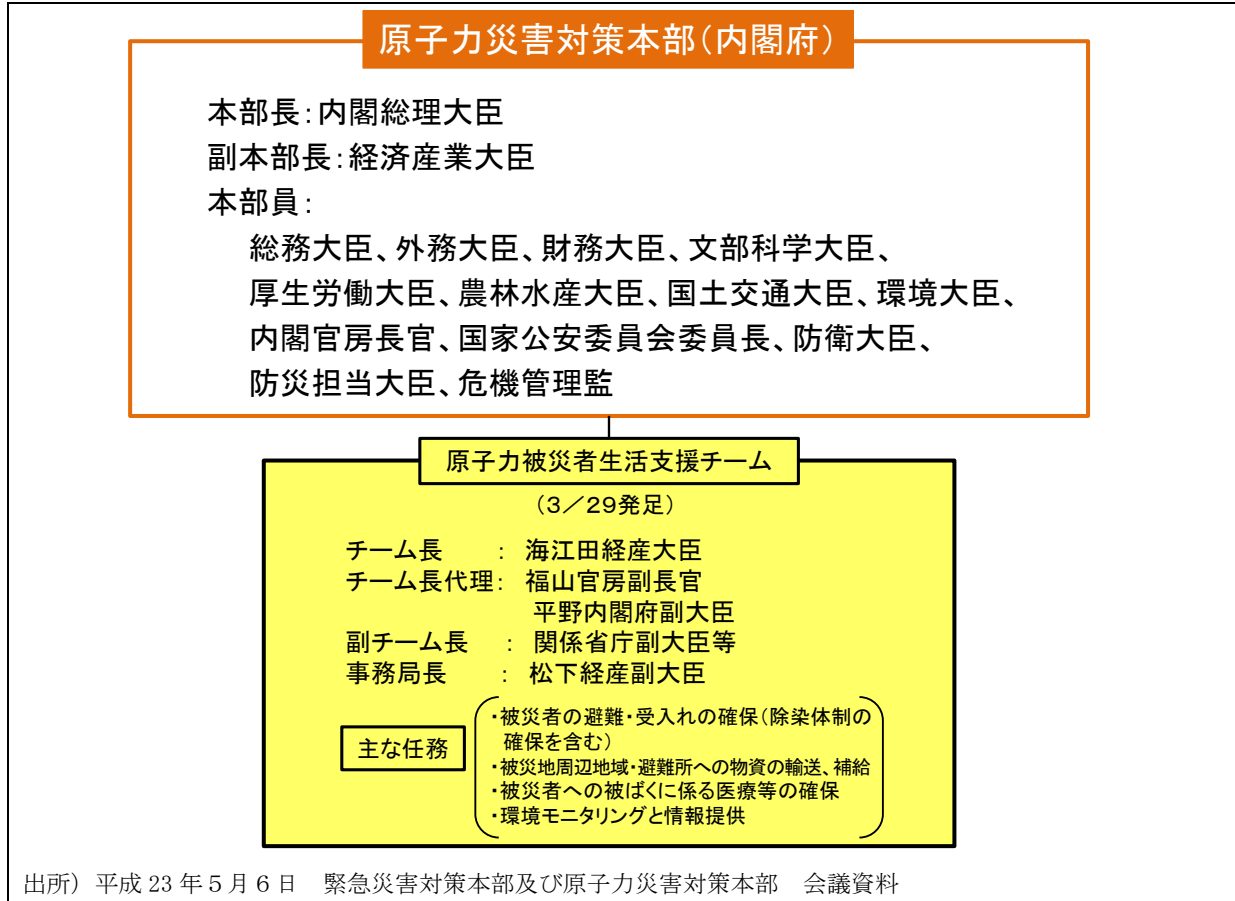 原子力災害対策本部(内閣府)
本部長:内閣総理大臣
副本部長:経済産業大臣
本部員:
総務大臣、外務大臣、財務大臣、文部科学大臣、
厚生労働大臣、農林水産大臣、国土交通大臣、環境大臣、
内閣官房長官、国家公安委員会委員長、防衛大臣、
防災担当大臣、危機管理監
原子力被災者生活支援チーム
(3/29発足)
チーム長 : 海江田経産大臣
チーム長代理: 福山官房副長官
平野内閣府副大臣
副チーム長 : 関係省庁副大臣等
事務局長 : 松下経産副大臣
主な任務
・被災者の避難・受入れの確保(除染体制の
確保を含む)
・被災地周辺地域・避難所への物資の輸送、補給
・被災者への被ばくに係る医療等の確保
・環境モニタリングと情報提供
出所)平成23年5月6日 緊急災害対策本部及び原子力災害対策本部 会議資料